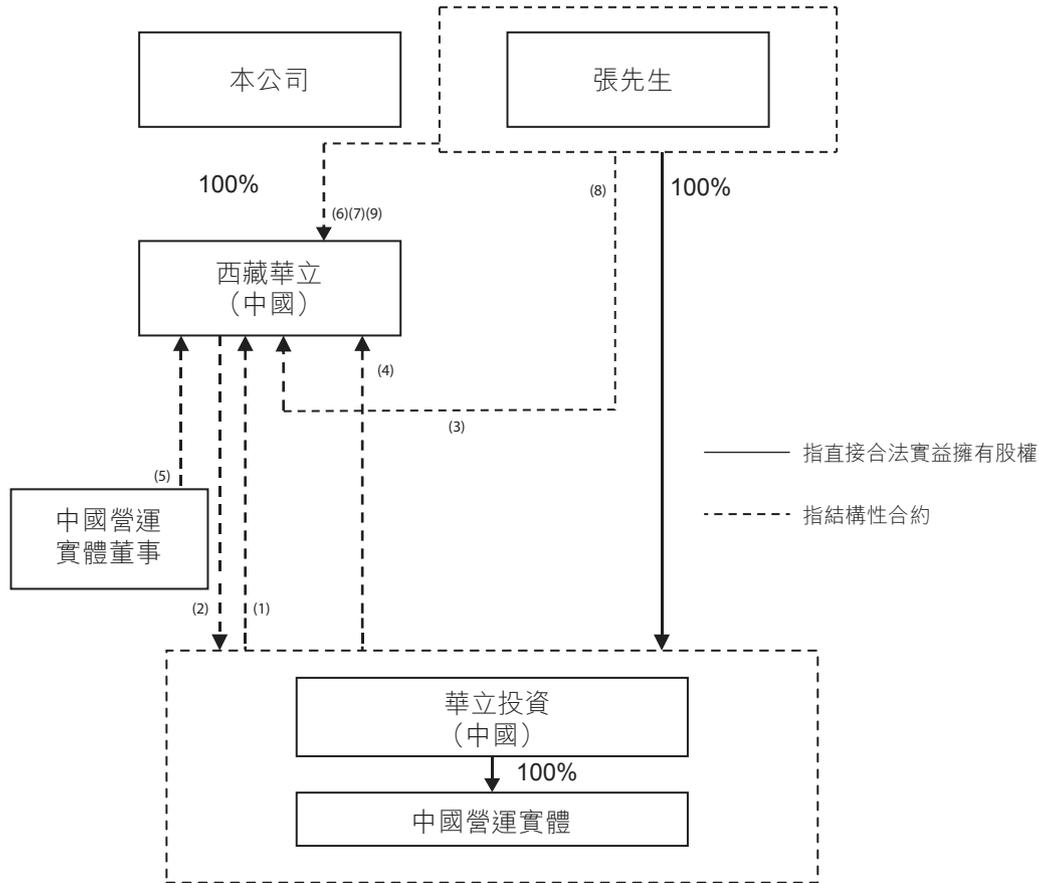 本公司
張先生
100%
(8)
100%
(6)(7)(9)
西藏華立
（中國）
(4)
(3)
指直接合法實益擁有股權
(5)
指結構性合約
中國營運
實體董事
(2)
(1)
華立投資
（中國）
100%
中國營運實體